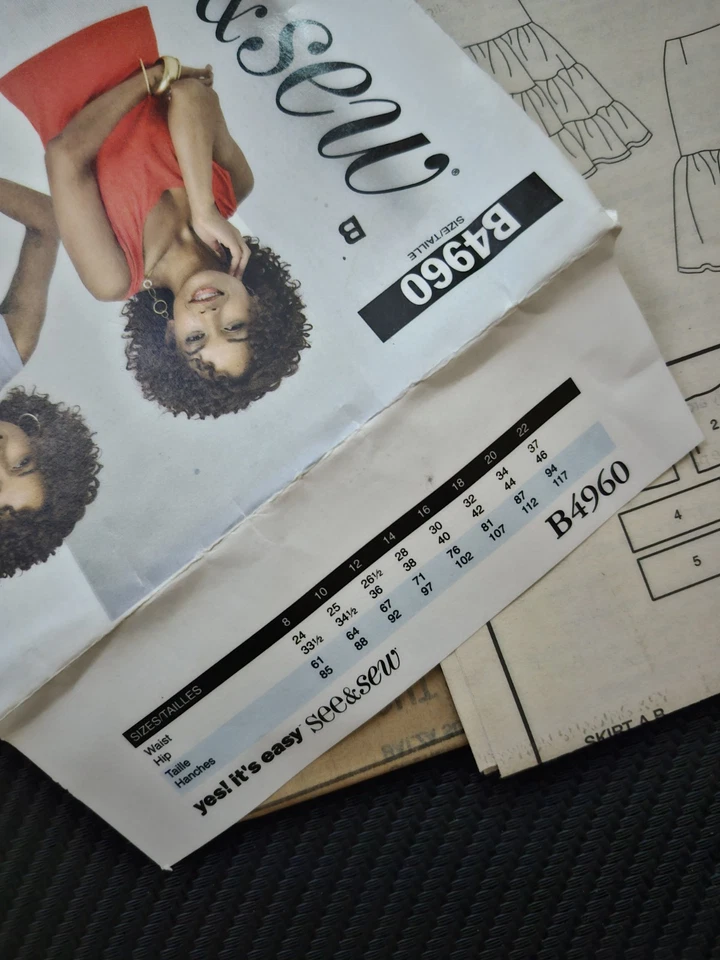 &sew®
B
SIZE/TAILLE
B4960
SIZES/TAILLES 8 10 12 14 16 18 20 22
Waist 24 25 26½ 28 30 32 34 37
Hip 33½ 34½ 36 38 40 42 44 46
Taille 61 64 67 71 76 81 87 94
Hanches 85 88 92 97 102 107 112 117
yes! it's easy see&sew B4960
2
4
5
SKIRT A,B